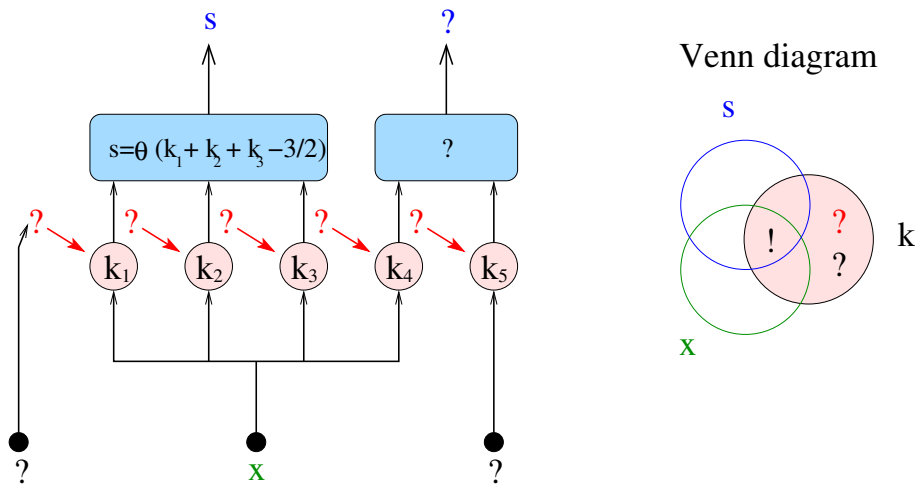 s ?
Venn diagram
s
s=θ (k₁+ k₂+ k₃−3/2) ?
? ? ? ? ? ! ? k
k₁ k₂ k₃ k₄ k₅ ?
x
? x ?